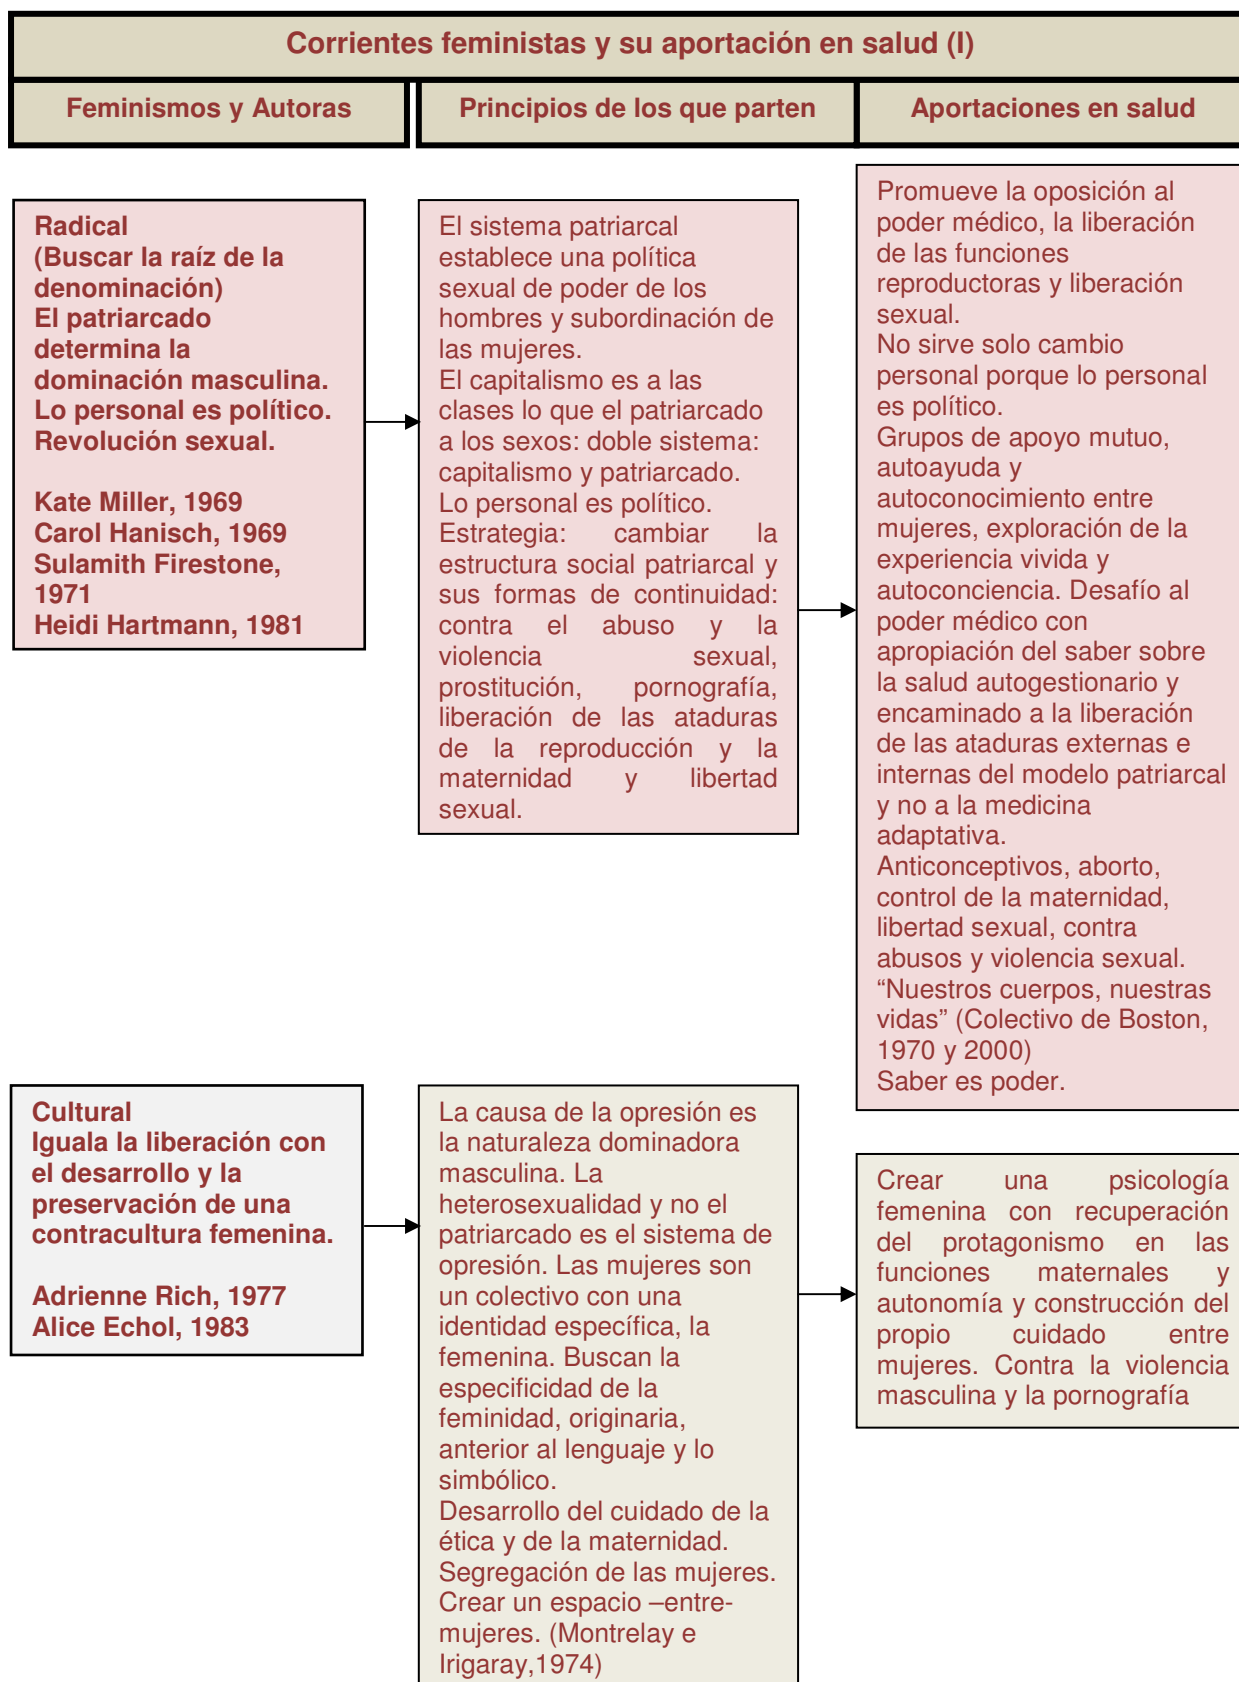 Corrientes feministas y su aportación en salud (I)
Feminismos y Autoras
Principios de los que parten
Aportaciones en salud
Radical
(Buscar la raíz de la
denominación)
El patriarcado
determina la
dominación masculina.
Lo personal es político.
Revolución sexual.
Kate Miller, 1969
Carol Hanisch, 1969
Sulamith Firestone,
1971
Heidi Hartmann, 1981
El sistema patriarcal
establece una política
sexual de poder de los
hombres y subordinación de
las mujeres.
El capitalismo es a las
clases lo que el patriarcado
a los sexos: doble sistema:
capitalismo y patriarcado.
Lo personal es político.
Estrategia: cambiar la
estructura social patriarcal y
sus formas de continuidad:
contra el abuso y la
violencia sexual,
prostitución, pornografía,
liberación de las ataduras
de la reproducción y la
maternidad y libertad
sexual.
Promueve la oposición al
poder médico, la liberación
de las funciones
reproductoras y liberación
sexual.
No sirve solo cambio
personal porque lo personal
es político.
Grupos de apoyo mutuo,
autoayuda y
autoconocimiento entre
mujeres, exploración de la
experiencia vivida y
autoconciencia. Desafío al
poder médico con
apropiación del saber sobre
la salud autogestionario y
encaminado a la liberación
de las ataduras externas e
internas del modelo patriarcal
y no a la medicina
adaptativa.
Anticonceptivos, aborto,
control de la maternidad,
libertad sexual, contra
abusos y violencia sexual.
“Nuestros cuerpos, nuestras
vidas” (Colectivo de Boston,
1970 y 2000)
Saber es poder.
Cultural
Iguala la liberación con
el desarrollo y la
preservación de una
contracultura femenina.
Adrienne Rich, 1977
Alice Echol, 1983
La causa de la opresión es
la naturaleza dominadora
masculina. La
heterosexualidad y no el
patriarcado es el sistema de
opresión. Las mujeres son
un colectivo con una
identidad específica, la
femenina. Buscan la
especificidad de la
feminidad, originaria,
anterior al lenguaje y lo
simbólico.
Desarrollo del cuidado de la
ética y de la maternidad.
Segregación de las mujeres.
Crear un espacio –entre-
mujeres. (Montrelay e
Irigaray,1974)
Crear una psicología
femenina con recuperación
del protagonismo en las
funciones maternales y
autonomía y construcción del
propio cuidado entre
mujeres. Contra la violencia
masculina y la pornografía